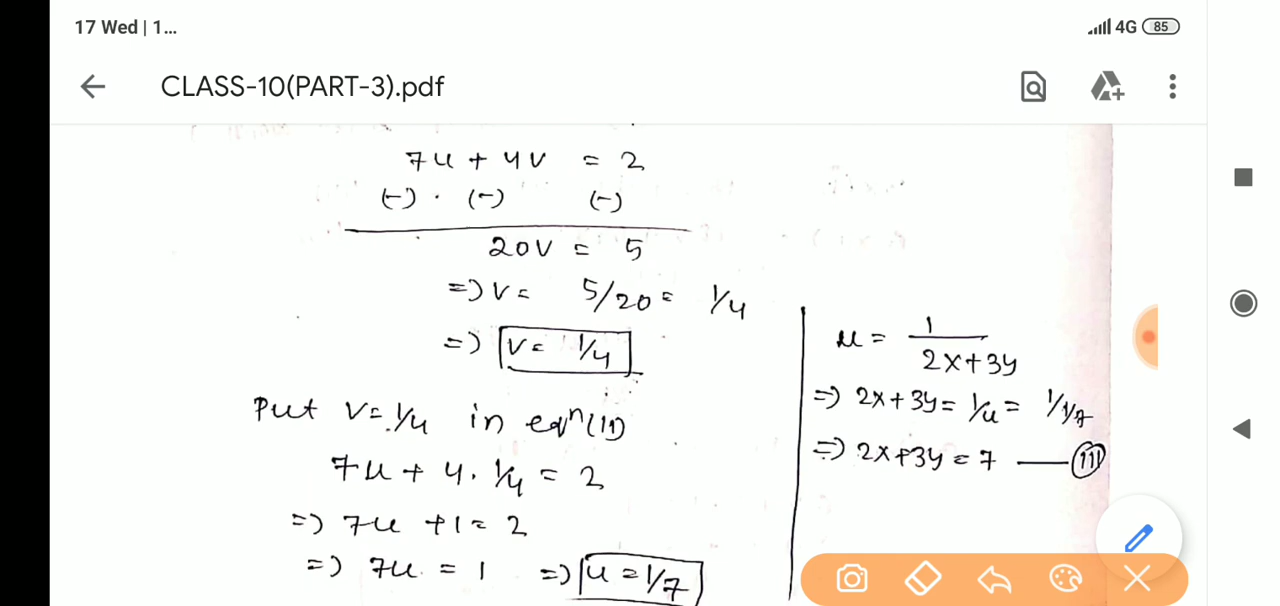 17 Wed | 1...
4G 85
CLASS-10(PART-3).pdf
7u + 4v = 2
(-) (-) (-)
20v = 5
=> v = 5/20 = 1/4
=> v = 1/4
Put v = 1/4 in eqn (11)
7u + 4. 1/4 = 2
=> 7u + 1 = 2
=> 7u = 1 => u = 1/7
u = 1/2x+3y
=> 2x+3y = 1/u = 1/1/7
=> 2x+3y = 7 — (111)